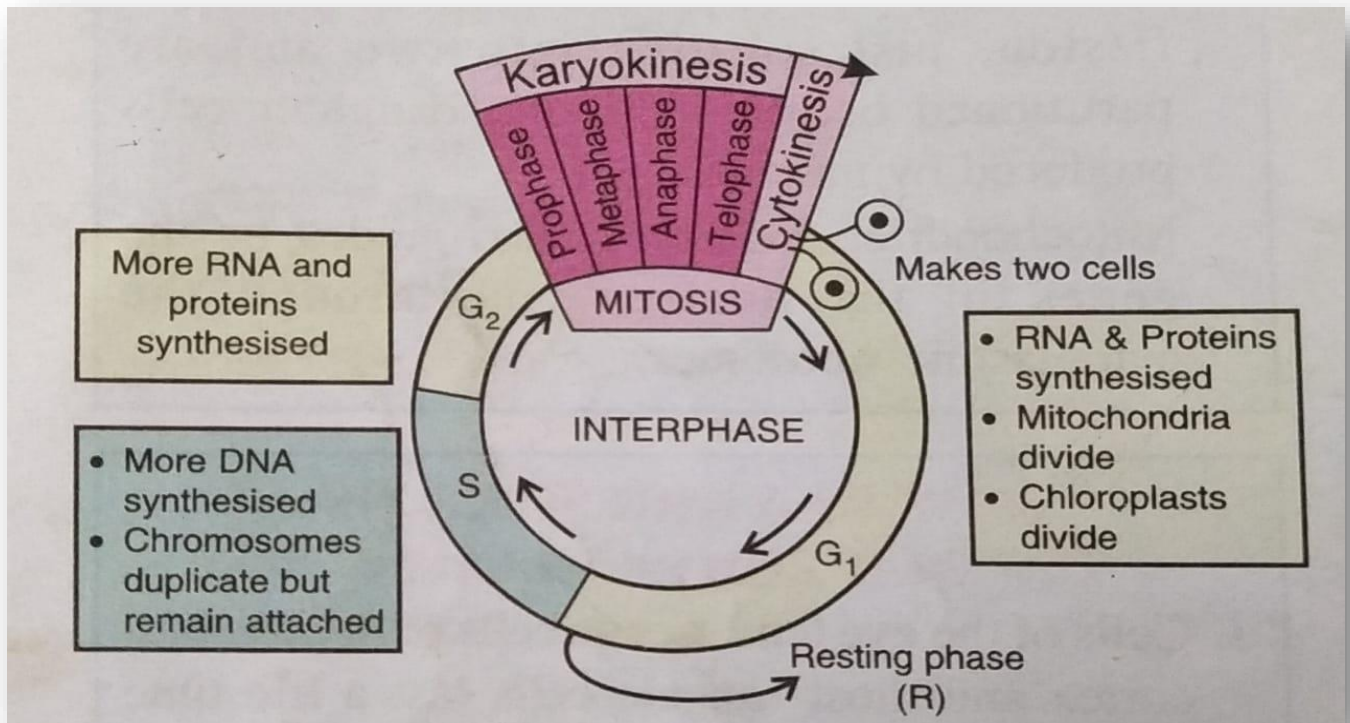 Karyokinesis
Prophase
Metaphase
Anaphase
Telophase
Cytokinesis
MITOSIS
Makes two cells
More RNA and
proteins
synthesised
G₂
• RNA & Proteins
synthesised
• Mitochondria
divide
• Chloroplasts
divide
INTERPHASE
• More DNA
synthesised
• Chromosomes
duplicate but
remain attached
S
G₁
Resting phase
(R)